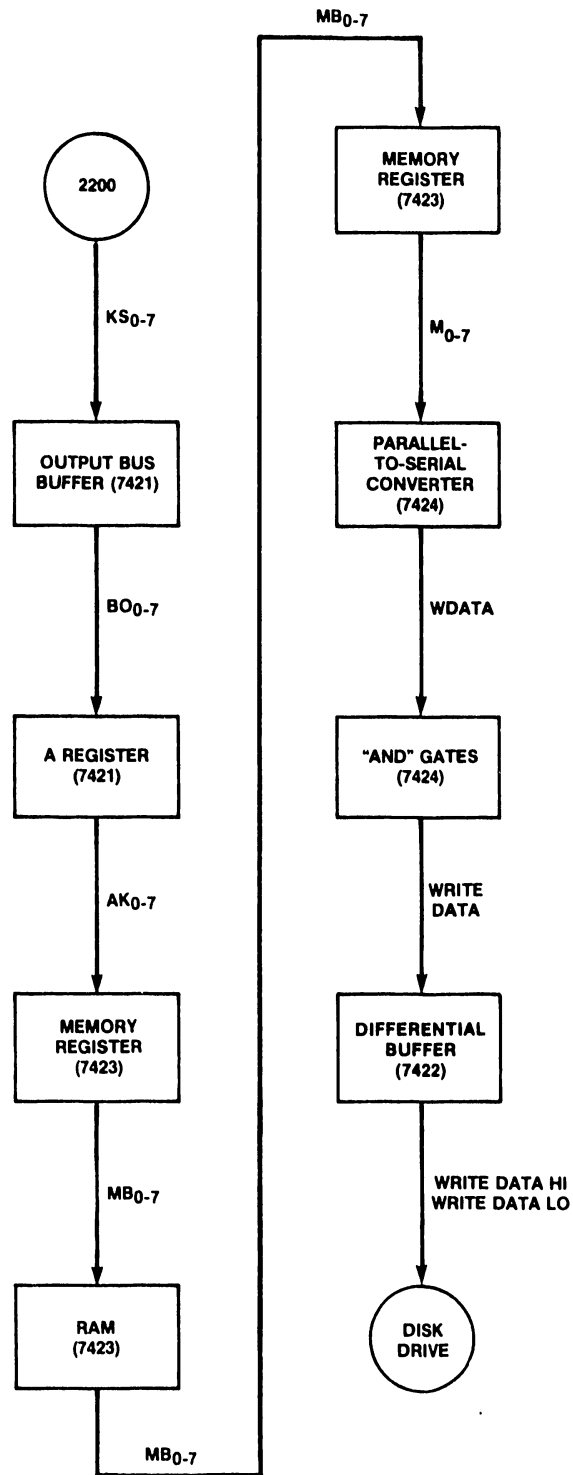 2200
KS0-7
OUTPUT BUS
BUFFER (7421)
BO0-7
A REGISTER
(7421)
AK0-7
MEMORY
REGISTER
(7423)
MB0-7
RAM
(7423)
MB0-7
MB0-7
MEMORY
REGISTER
(7423)
M0-7
PARALLEL-
TO-SERIAL
CONVERTER
(7424)
WDATA
"AND" GATES
(7424)
WRITE
DATA
DIFFERENTIAL
BUFFER
(7422)
WRITE DATA HI
WRITE DATA LO
DISK
DRIVE